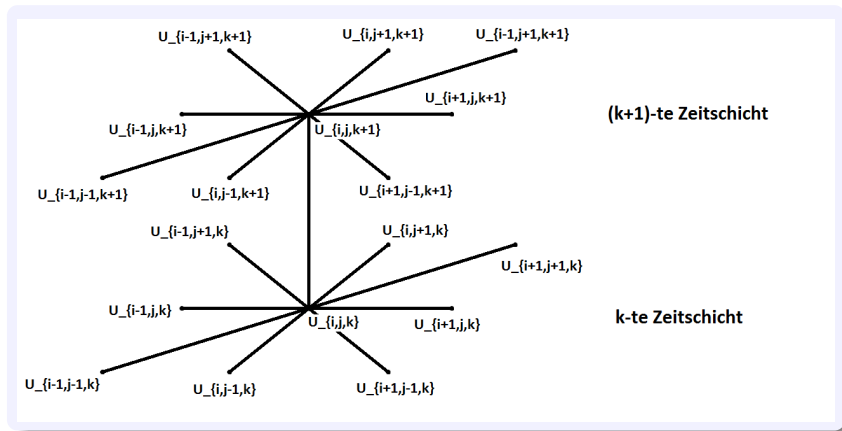 U_{i-1,j+1,k+1}
U_{i,j+1,k+1}
U_{i-1,j+1,k+1}
U_{i+1,j,k+1}
(k+1)-te Zeitschicht
U_{i-1,j,k+1}
U_{i,j,k+1}
U_{i-1,j-1,k+1}
U_{i,j-1,k+1}
U_{i+1,j-1,k+1}
U_{i-1,j+1,k}
U_{i,j+1,k}
U_{i+1,j+1,k}
U_{i-1,j,k}
U_{i,j,k}
U_{i+1,j,k}
k-te Zeitschicht
U_{i-1,j-1,k}
U_{i,j-1,k}
U_{i+1,j-1,k}